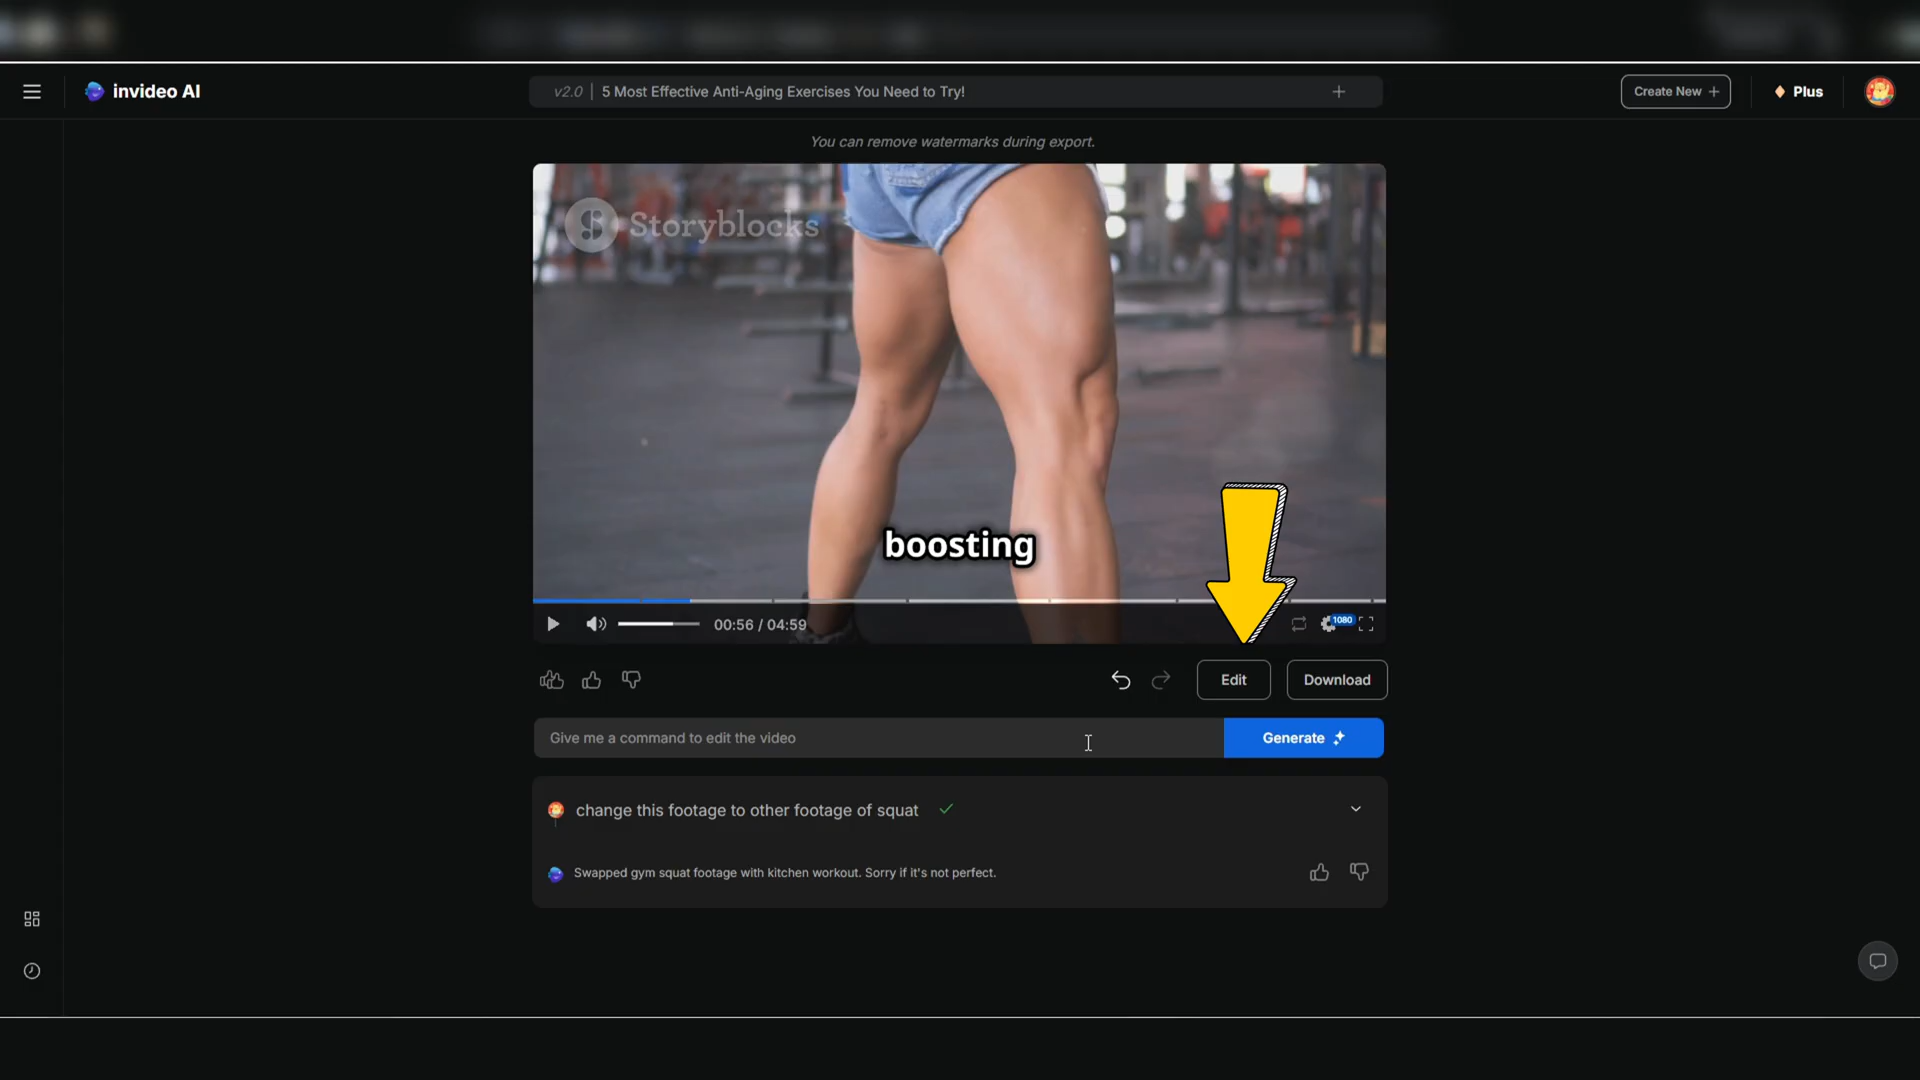 invideo AI
v2.0 | 5 Most Effective Anti-Aging Exercises You Need to Try!
Create New
Plus
You can remove watermarks during export.
Storyblocks
boosting
00:56 / 04:59
1080
Edit
Download
Give me a command to edit the video
Generate
change this footage to other footage of squat
Swapped gym squat footage with kitchen workout. Sorry if it's not perfect.